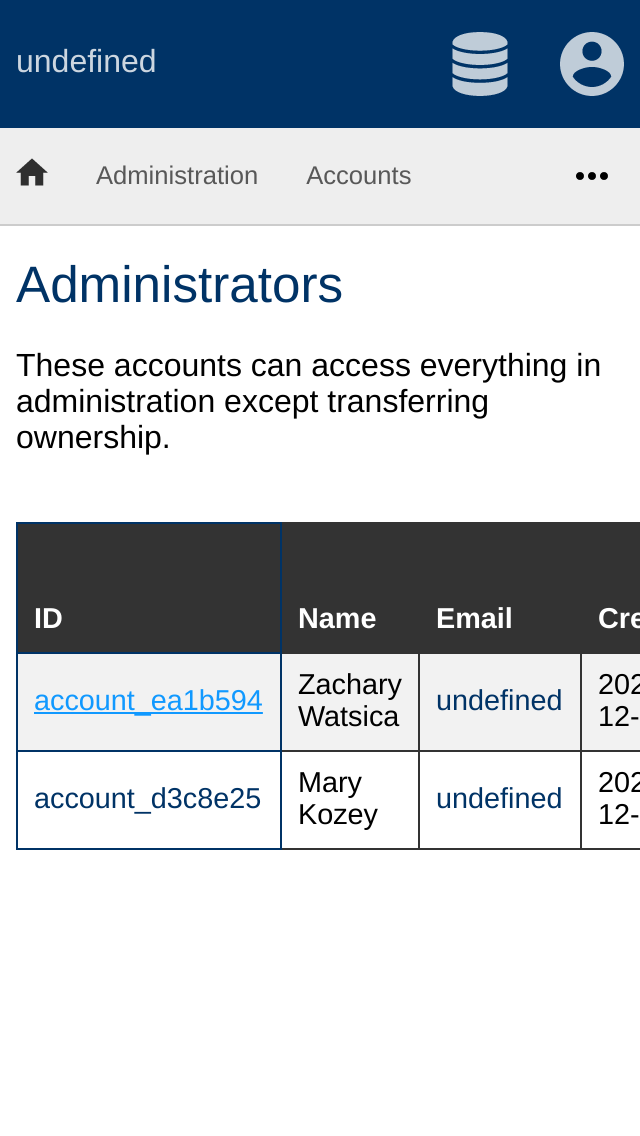 undefined
Administration Accounts
Administrators
These accounts can access everything in
administration except transferring
ownership.
ID Name Email Cre
account_ea1b594 Zachary Watsica undefined 202 12-
account_d3c8e25 Mary Kozey undefined 202 12-